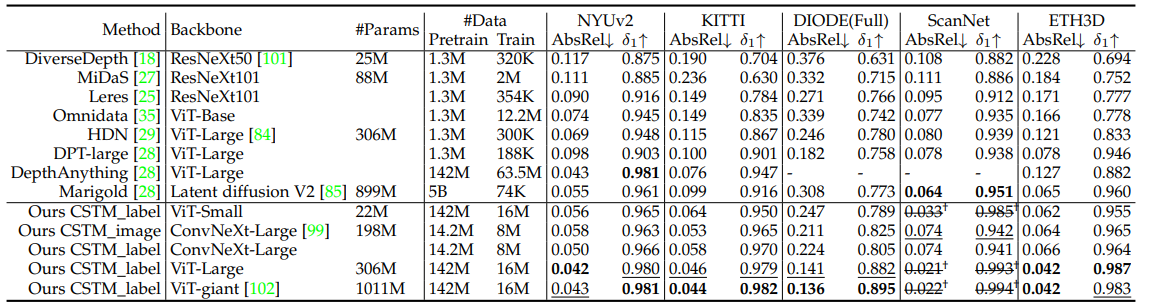 #Data NYUv2 KITTI DIODE(Full) ScanNet ETH3D
Method Backbone #Params Pretrain Train AbsRel↓ δ1↑ AbsRel↓ δ1↑ AbsRel↓ δ1↑ AbsRel↓ δ1↑ AbsRel↓ δ1↑
DiverseDepth [18] ResNeXt50 [101] 25M 1.3M 320K 0.117 0.875 0.190 0.704 0.376 0.631 0.108 0.882 0.228 0.694
MiDaS [27] ResNeXt101 88M 1.3M 2M 0.111 0.885 0.236 0.630 0.332 0.715 0.111 0.886 0.184 0.752
Leres [25] ResNeXt101 1.3M 354K 0.090 0.916 0.149 0.784 0.271 0.766 0.095 0.912 0.171 0.777
Omnidata [35] ViT-Base 1.3M 12.2M 0.074 0.945 0.149 0.835 0.339 0.742 0.077 0.935 0.166 0.778
HDN [29] ViT-Large [84] 306M 1.3M 300K 0.069 0.948 0.115 0.867 0.246 0.780 0.080 0.939 0.121 0.833
DPT-large [28] ViT-Large 1.3M 188K 0.098 0.903 0.100 0.901 0.182 0.758 0.078 0.938 0.078 0.946
DepthAnything [28] ViT-Large 142M 63.5M 0.043 0.981 0.076 0.947 - - - - 0.127 0.882
Marigold [28] Latent diffusion V2 [85] 899M 5B 74K 0.055 0.961 0.099 0.916 0.308 0.773 0.064 0.951 0.065 0.960
Ours CSTM_label ViT-Small 22M 142M 16M 0.056 0.965 0.064 0.950 0.247 0.789 0.033† 0.985† 0.062 0.955
Ours CSTM_image ConvNeXt-Large [99] 198M 14.2M 8M 0.058 0.963 0.053 0.965 0.211 0.825 0.074 0.942 0.064 0.965
Ours CSTM_label ConvNeXt-Large 14.2M 8M 0.050 0.966 0.058 0.970 0.224 0.805 0.074 0.941 0.066 0.964
Ours CSTM_label ViT-Large 306M 142M 16M 0.042 0.980 0.046 0.979 0.141 0.882 0.021† 0.993† 0.042 0.987
Ours CSTM_label ViT-giant [102] 1011M 142M 16M 0.043 0.981 0.044 0.982 0.136 0.895 0.022† 0.994† 0.042 0.983